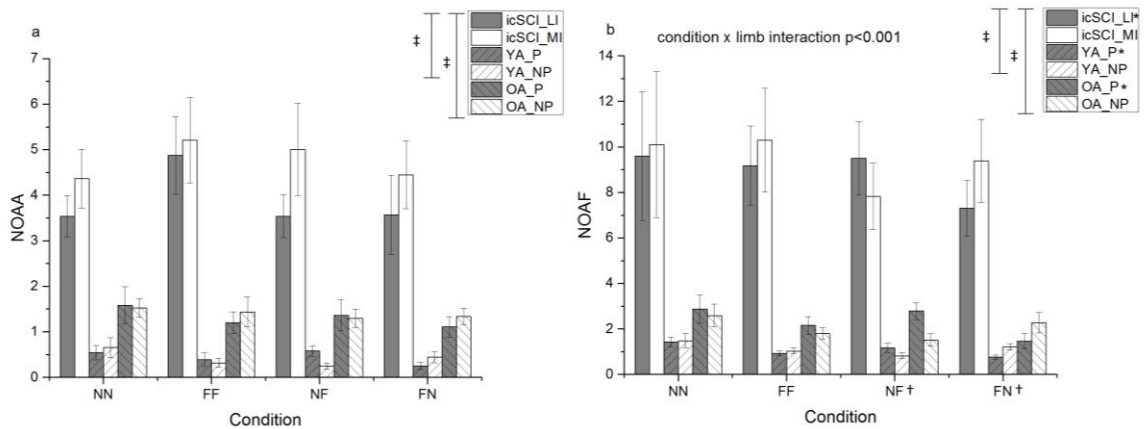 a
icSCI_LI
icSCI_MI
YA_P
YA_NP
OA_P
OA_NP
‡
‡
7
6
5
4
3
2
1
0
NOAA
NN FF NF FN
Condition
b
condition x limb interaction p<0.001
icSCI_LI*
icSCI_MI
YA_P*
YA_NP
OA_P*
OA_NP
‡
‡
14
12
10
8
6
4
2
0
NOAF
NN FF NF† FN†
Condition